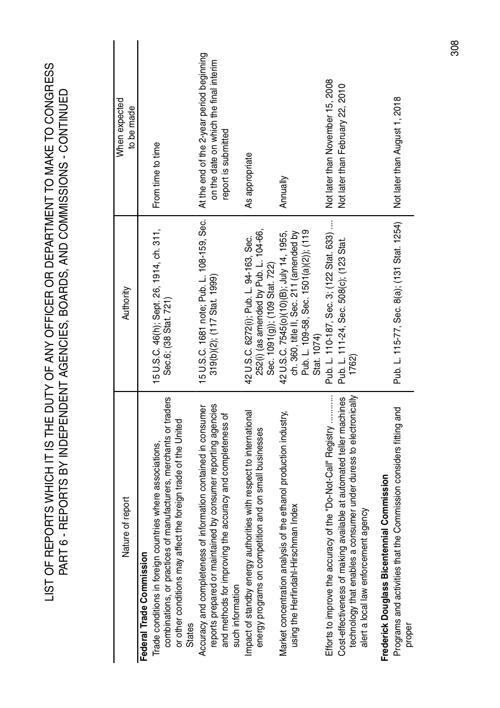 LIST OF REPORTS WHICH IT IS THE DUTY OF ANY OFFICER OR DEPARTMENT TO MAKE TO CONGRESS
PART 6 - REPORTS BY INDEPENDENT AGENCIES, BOARDS, AND COMMISSIONS - CONTINUED
Nature of report
Authority
When expected
to be made
Federal Trade Commission
Trade conditions in foreign countries where associations,
combinations, or practices of manufacturers, merchants or traders
or other conditions may affect the foreign trade of the United
States
15 U.S.C. 46(h); Sept. 26, 1914, ch. 311,
Sec.6; (38 Stat. 721)
From time to time
Accuracy and completeness of information contained in consumer
reports prepared or maintained by consumer reporting agencies
and methods for improving the accuracy and completeness of
such information
15 U.S.C. 1681 note; Pub. L. 108-159, Sec.
319(b)(2); (117 Stat. 1999)
At the end of the 2-year period beginning
on the date on which the final interim
report is submitted
Impact of standby energy authorities with respect to international
energy programs on competition and on small businesses
42 U.S.C. 6272(i); Pub. L. 94-163, Sec.
252(i) (as amended by Pub. L. 104-66,
Sec. 1091(g)); (109 Stat. 722)
As appropriate
Market concentration analysis of the ethanol production industry,
using the Herfindahl-Hirschman Index
42 U.S.C. 7545(o)(10)(B); July 14, 1955,
ch. 360, title II, Sec. 211 (amended by
Pub. L. 109-58, Sec. 1501(a)(2)); (119
Stat. 1074)
Annually
Efforts to improve the accuracy of the "Do-Not-Call" Registry ............
Pub. L. 110-187, Sec. 3; (122 Stat. 633) ....
Not later than November 15, 2008
Cost-effectiveness of making available at automated teller machines
technology that enables a consumer under duress to electronically
alert a local law enforcement agency
Pub. L. 111-24, Sec. 508(c); (123 Stat.
1762)
Not later than February 22, 2010
Frederick Douglass Bicentennial Commission
Programs and activities that the Commission considers fitting and
proper
Pub. L. 115-77, Sec. 8(a); (131 Stat. 1254)
Not later than August 1, 2018
308